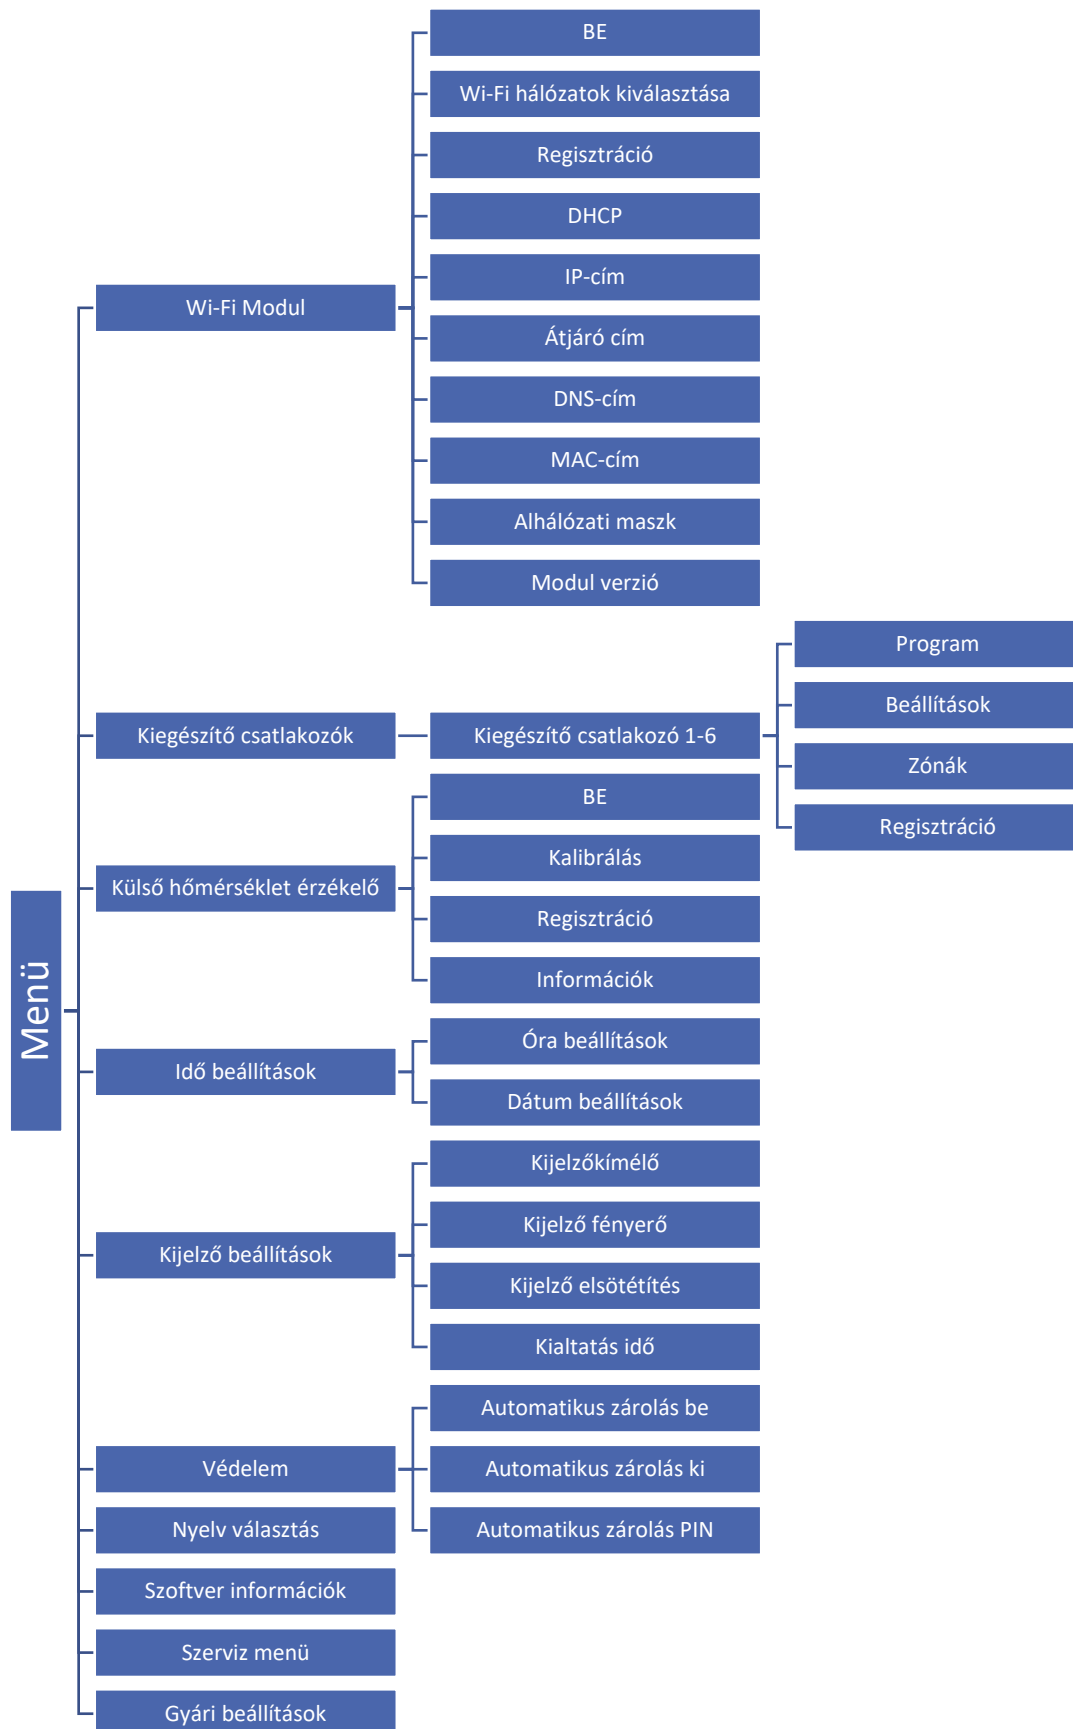 Menü
Wi-Fi Modul
BE
Wi-Fi hálózatok kiválasztása
Regisztráció
DHCP
IP-cím
Átjáró cím
DNS-cím
MAC-cím
Alhálózati maszk
Modul verzió
Kiegészítő csatlakozók
Kiegészítő csatlakozó 1-6
Program
Beállítások
Zónák
Regisztráció
Külső hőmérséklet érzékelő
BE
Kalibrálás
Regisztráció
Információk
Idő beállítások
Óra beállítások
Dátum beállítások
Kijelző beállítások
Kijelzőkímélő
Kijelző fényerő
Kijelző elsötétítés
Kialtatás idő
Védelem
Automatikus zárolás be
Automatikus zárolás ki
Automatikus zárolás PIN
Nyelv választás
Szoftver információk
Szerviz menü
Gyári beállítások